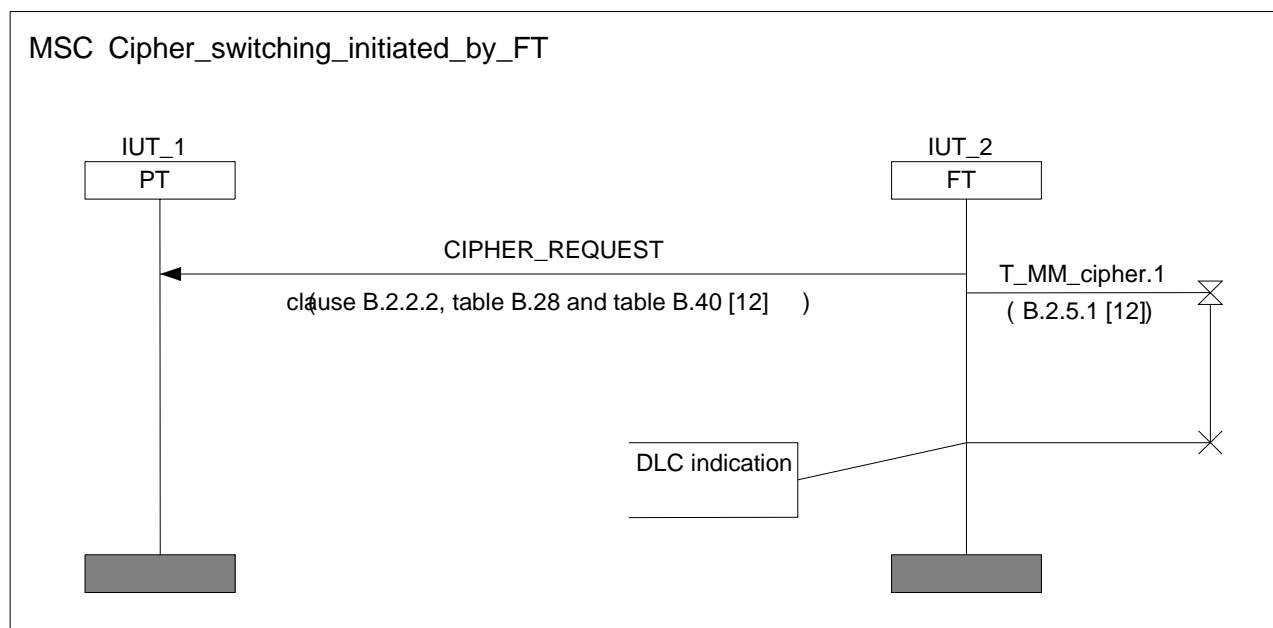 MSC Cipher_switching_initiated_by_FT
IUT_1
IUT_2
PT
FT
CIPHER_REQUEST
T_MM_cipher.1
(clause B.2.2.2, table B.28 and table B.40 [12] )
( B.2.5.1 [12])
DLC indication